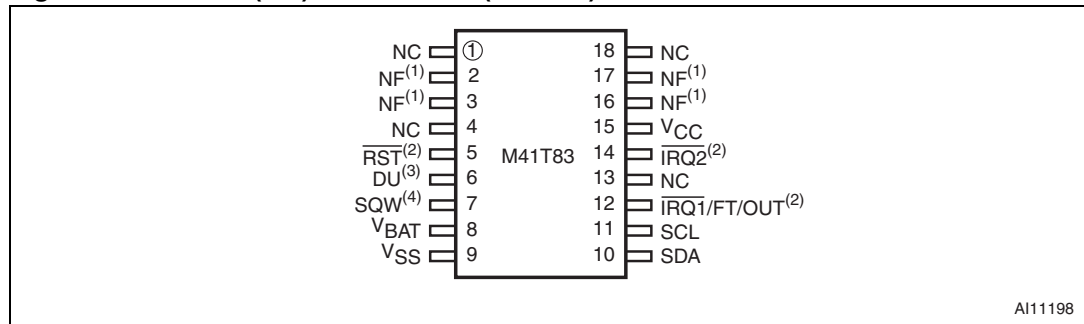 NC ① 18 NC
NF(1) 2 17 NF(1)
NF(1) 3 16 NF(1)
NC 4 15 VCC
RST(2) 5 M41T83 14 IRQ2(2)
DU(3) 6 13 NC
SQW(4) 7 12 IRQ1/FT/OUT(2)
VBAT 8 11 SCL
VSS 9 10 SDA
AI11198